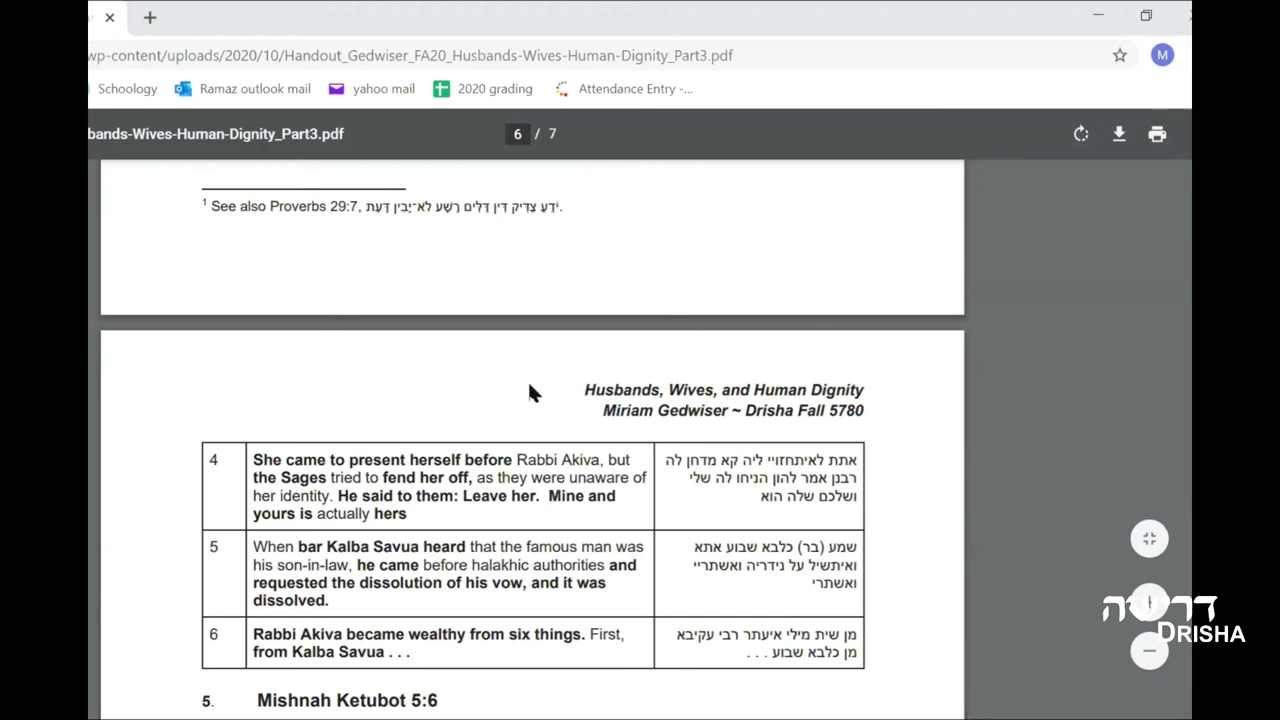 wp-content/uploads/2020/10/Handout_Gedwiser_FA20_Husbands-Wives-Human-Dignity_Part3.pdf
M
Schoology Ramaz outlook mail yahoo mail 2020 grading Attendance Entry -...
bands-Wives-Human-Dignity_Part3.pdf 6 / 7
1 See also Proverbs 29:7, יֹדֵעַ צַדִּיק דִּין דַּלִּים רָשָׁע לֹא־יָבִין דָּעַת.
Husbands, Wives, and Human Dignity
Miriam Gedwiser ~ Drisha Fall 5780
4
She came to present herself before Rabbi Akiva, but
the Sages tried to fend her off, as they were unaware of
her identity. He said to them: Leave her. Mine and
yours is actually hers
אתת לאיתחזויי ליה קא מדחן לה
רבנן אמר להון הניחו לה שלי
ושלכם שלה הוא
5
When bar Kalba Savua heard that the famous man was
his son-in-law, he came before halakhic authorities and
requested the dissolution of his vow, and it was
dissolved.
שמע (בר) כלבא שבוע אתא
ואיתשיל על נידריה ואשתריי
ואשתרי
6
Rabbi Akiva became wealthy from six things. First,
from Kalba Savua . . .
מן שית מילי איעתר רבי עקיבא
מן כלבא שבוע . . .
5. Mishnah Ketubot 5:6
דרישה
DRISHA